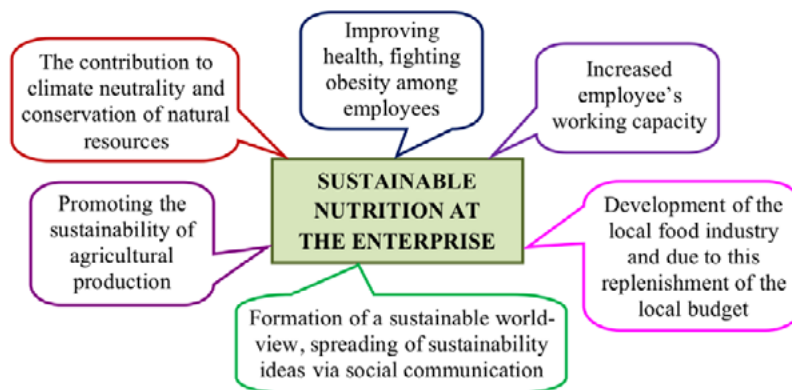 The contribution to
climate neutrality and
conservation of natural
resources
Improving
health, fighting
obesity among
employees
Increased
employee's
working capacity
SUSTAINABLE
NUTRITION AT
THE ENTERPRISE
Promoting the
sustainability of
agricultural
production
Development of the
local food industry
and due to this
replenishment of the
local budget
Formation of a sustainable world-
view, spreading of sustainability
ideas via social communication